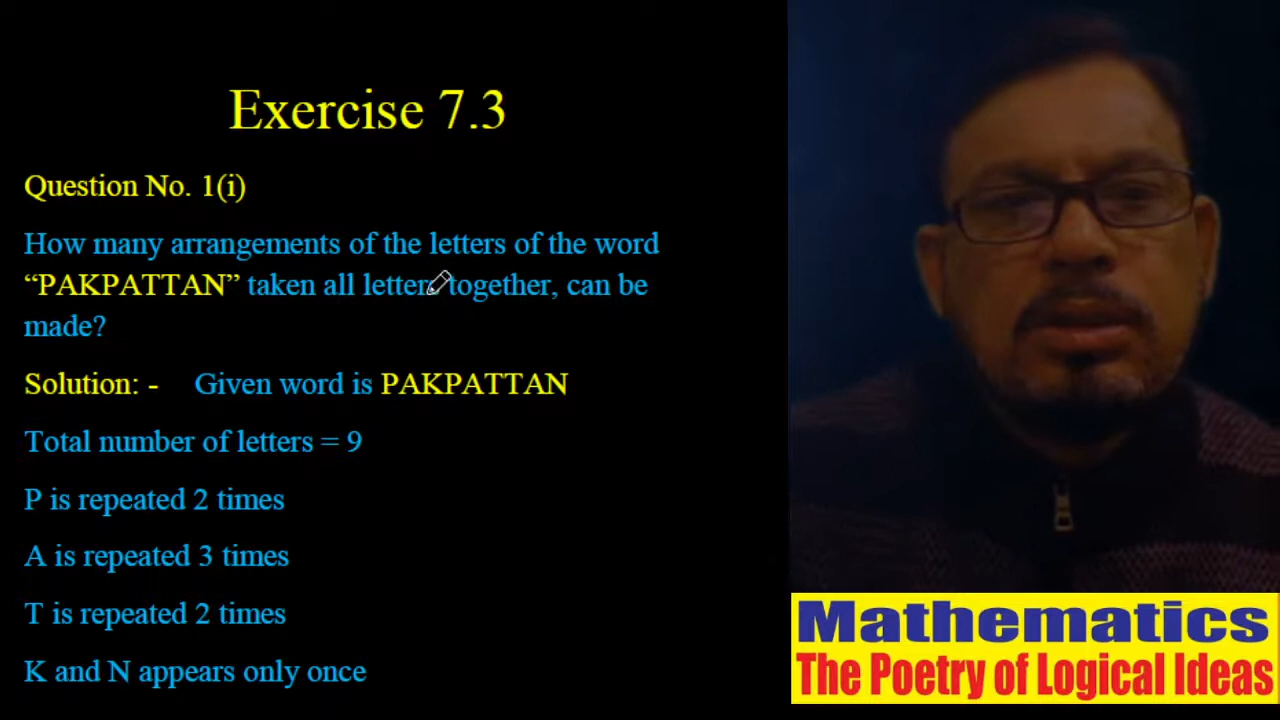 Exercise 7.3
Question No. 1(i)
How many arrangements of the letters of the word
“PAKPATTAN” taken all letters together, can be
made?
Solution: - Given word is PAKPATTAN
Total number of letters = 9
P is repeated 2 times
A is repeated 3 times
T is repeated 2 times
K and N appears only once
Mathematics
The Poetry of Logical Ideas